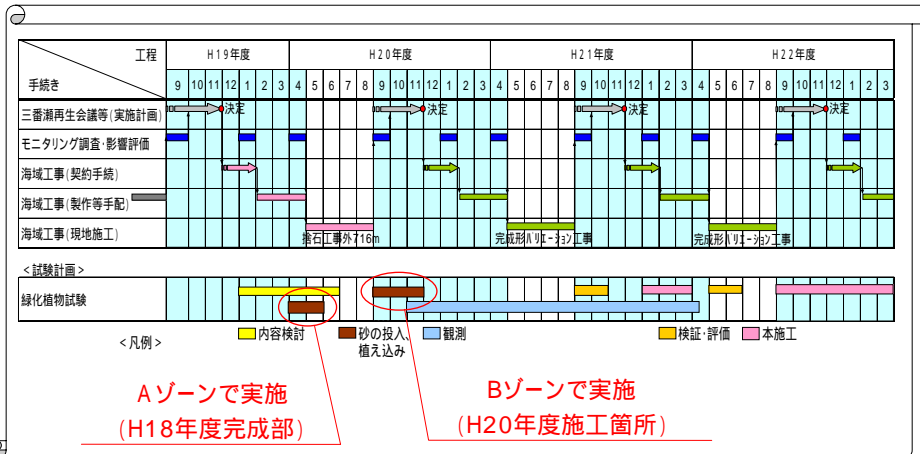 工程
手続き
H19年度 H20年度 H21年度 H22年度
9 10 11 12 1 2 3 4 5 6 7 8 9 10 11 12 1 2 3 4 5 6 7 8 9 10 11 12 1 2 3 4 5 6 7 8 9 10 11 12 1 2 3
三番瀬再生会議等(実施計画) 決定 決定 決定 決定
モニタリング調査・影響評価
海域工事(契約手続)
海域工事(製作等手配)
海域工事(現地施工) 捨石工事外716m 完成形バリエーション工事 完成形バリエーション工事
<試験計画>
緑化植物試験
<凡例>
内容検討 砂の投入、 観測 検証・評価 本施工
植え込み
Aゾーンで実施
(H18年度完成部)
Bゾーンで実施
(H20年度施工箇所)